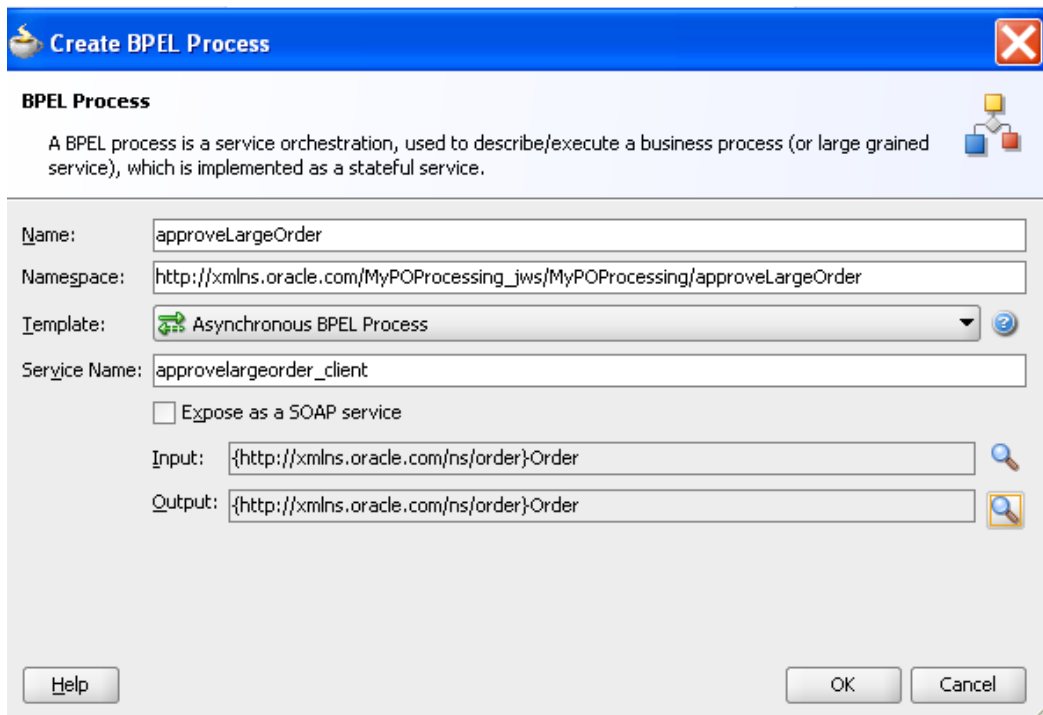 Create BPEL Process
BPEL Process
A BPEL process is a service orchestration, used to describe/execute a business process (or large grained
service), which is implemented as a stateful service.
Name: approveLargeOrder
Namespace: http://xmlns.oracle.com/MyPOProcessing_jws/MyPOProcessing/approveLargeOrder
Template: Asynchronous BPEL Process
Service Name: approvelargeorder_client
Expose as a SOAP service
Input: {http://xmlns.oracle.com/ns/order}Order
Output: {http://xmlns.oracle.com/ns/order}Order
Help OK Cancel